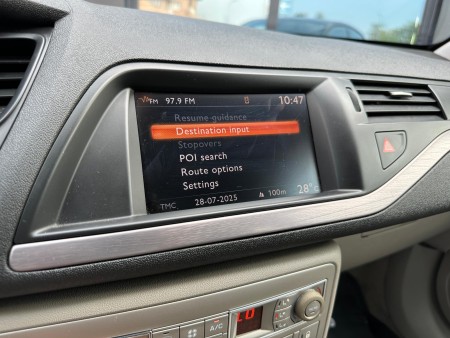 FM 97.9 FM 10:47
Resume guidance
Destination input
Stopovers
POI search
Route options
Settings
TMC 28-07-2025 100m 28°C
A/C LO